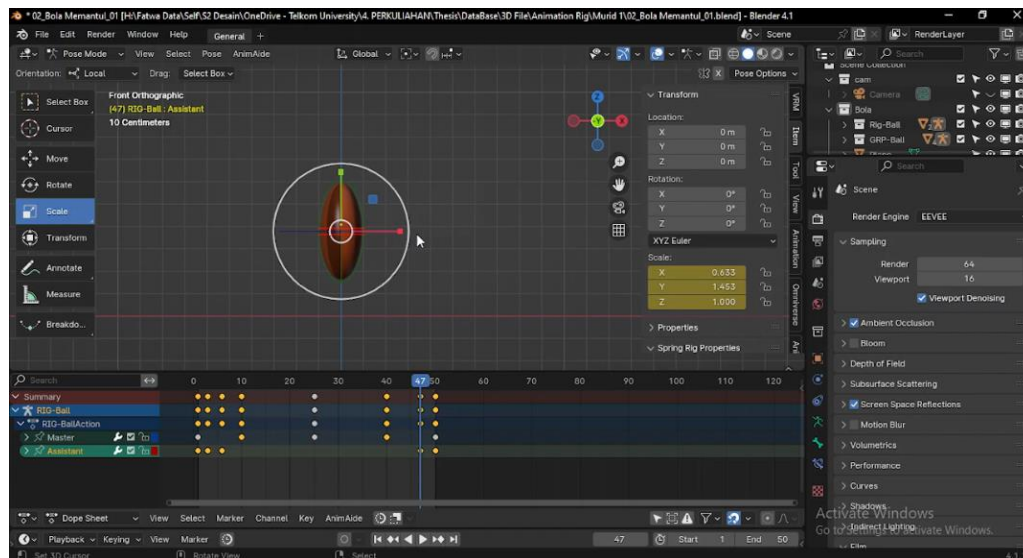 * 02_Bola Memantul_01 [H:\Fatwa Data\Self\S2 Desain\OneDrive - Telkom University\4. PERKULIAHAN\Thesis\DataBase\3D File\Animation Rig\Murid 1\02_Bola Memantul_01.blend] - Blender 4.1
File Edit Render Window Help General + Scene RenderLayer
Pose Mode View Select Pose AnimAide Global Search
Orientation: Local Drag: Select Box X Pose Options
Scene Collection
cam
Camera
Bola
Rig-Ball
GRP-Ball
Select Box
Cursor
Move
Rotate
Scale
Transform
Annotate
Measure
Breakdo...
Front Orthographic
(47) RIG-Ball : Assistant
10 Centimeters
Z
Y
X
Transform
Location:
X 0 m
Y 0 m
Z 0 m
Rotation:
X 0°
Y 0°
Z 0°
XYZ Euler
Scale:
X 0.633
Y 1.453
Z 1.000
Properties
Spring Rig Properties
VRM
Item
Tool
View
Animation
Omniverse
Ani
Search
Scene
Render Engine EEVEE
Sampling
Render 64
Viewport 16
Viewport Denoising
Ambient Occlusion
Bloom
Depth of Field
Subsurface Scattering
Screen Space Reflections
Motion Blur
Volumetrics
Performance
Curves
Shadows
Indirect Lighting
Film
Search 0 10 20 30 40 47 50 60 70 80 90 100 110 120
Summary
RIG-Ball
RIG-BallAction
Master
Assistant
Activate Windows
Go to Settings to activate Windows.
Dope Sheet View Select Marker Channel Key AnimAide
Playback Keying View Marker 47 Start 1 End 50
Set 3D Cursor Rotate View Select